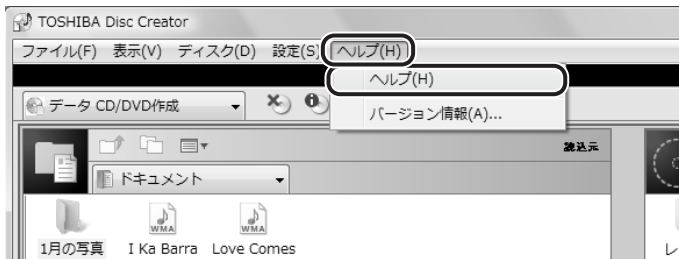 TOSHIBA Disc Creator
ファイル(F) 表示(V) ディスク(D) 設定(S) ヘルプ(H)
ヘルプ(H)
データ CD/DVD作成
バージョン情報(A)...
読込元
ドキュメント
WMA WMA
1月の写真 I Ka Barra Love Comes レ